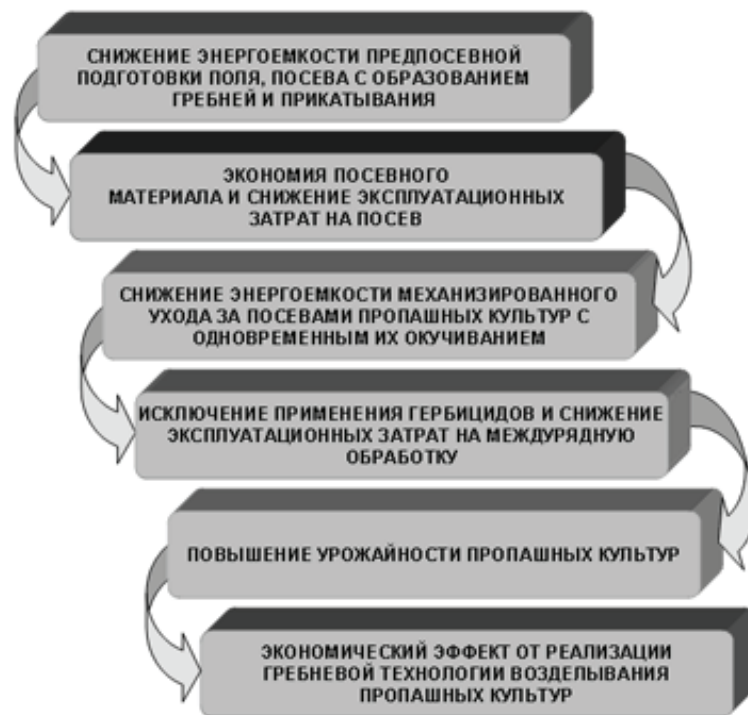 СНИЖЕНИЕ ЭНЕРГОЕМКОСТИ ПРЕДПОСЕВНОЙ
ПОДГОТОВКИ ПОЛЯ, ПОСЕВА С ОБРАЗОВАНИЕМ
ГРЕБНЕЙ И ПРИКАТЫВАНИЯ
ЭКОНОМИЯ ПОСЕВНОГО
МАТЕРИАЛА И СНИЖЕНИЕ ЭКСПЛУАТАЦИОННЫХ
ЗАТРАТ НА ПОСЕВ
СНИЖЕНИЕ ЭНЕРГОЕМКОСТИ МЕХАНИЗИРОВАННОГО
УХОДА ЗА ПОСЕВАМИ ПРОПАШНЫХ КУЛЬТУР С
ОДНОВРЕМЕННЫМ ИХ ОКУЧИВАНИЕМ
ИСКЛЮЧЕНИЕ ПРИМЕНЕНИЯ ГЕРБИЦИДОВ И СНИЖЕНИЕ
ЭКСПЛУАТАЦИОННЫХ ЗАТРАТ НА МЕЖДУРЯДНУЮ
ОБРАБОТКУ
ПОВЫШЕНИЕ УРОЖАЙНОСТИ ПРОПАШНЫХ КУЛЬТУР
ЭКОНОМИЧЕСКИЙ ЭФФЕКТ ОТ РЕАЛИЗАЦИИ
ГРЕБНЕВОЙ ТЕХНОЛОГИИ ВОЗДЕЛЫВАНИЯ
ПРОПАШНЫХ КУЛЬТУР